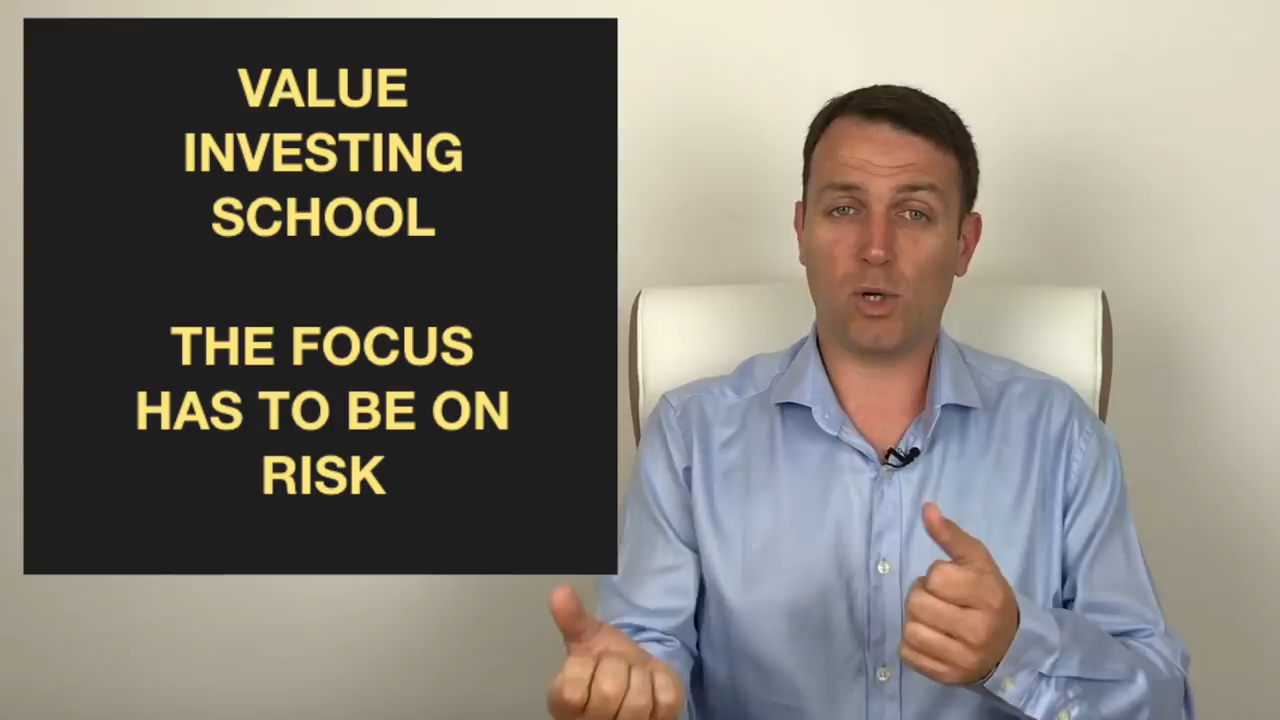 VALUE
INVESTING
SCHOOL
THE FOCUS
HAS TO BE ON
RISK